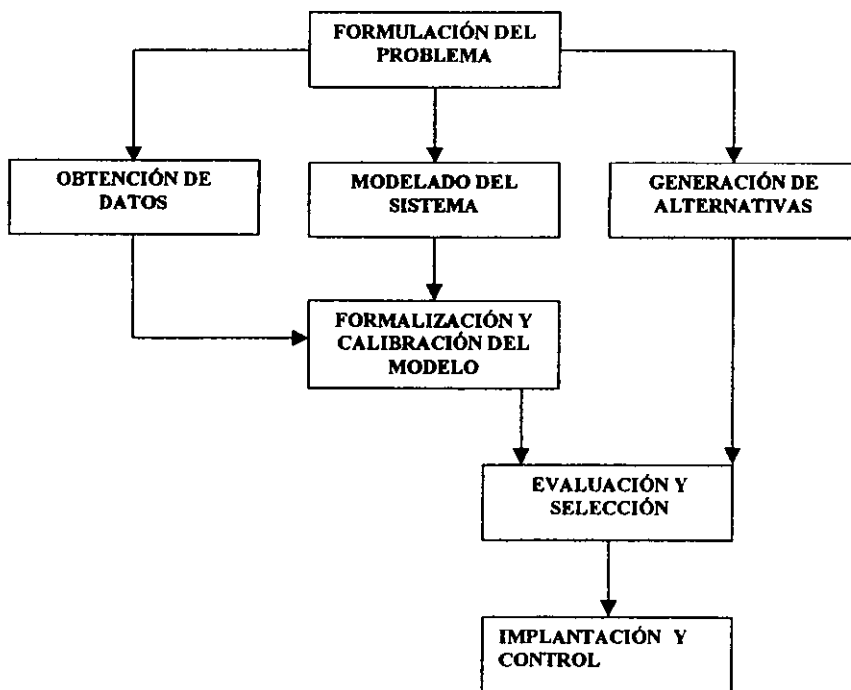 FORMULACIÓN DEL
PROBLEMA
OBTENCIÓN DE
DATOS
MODELADO DEL
SISTEMA
GENERACIÓN DE
ALTERNATIVAS
FORMALIZACIÓN Y
CALIBRACIÓN DEL
MODELO
EVALUACIÓN Y
SELECCIÓN
IMPLANTACIÓN Y
CONTROL